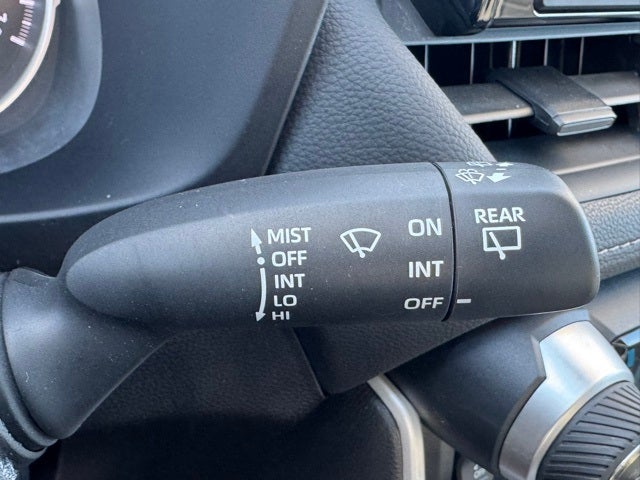 MIST
OFF
INT
LO
HI
ON
INT
OFF
REAR